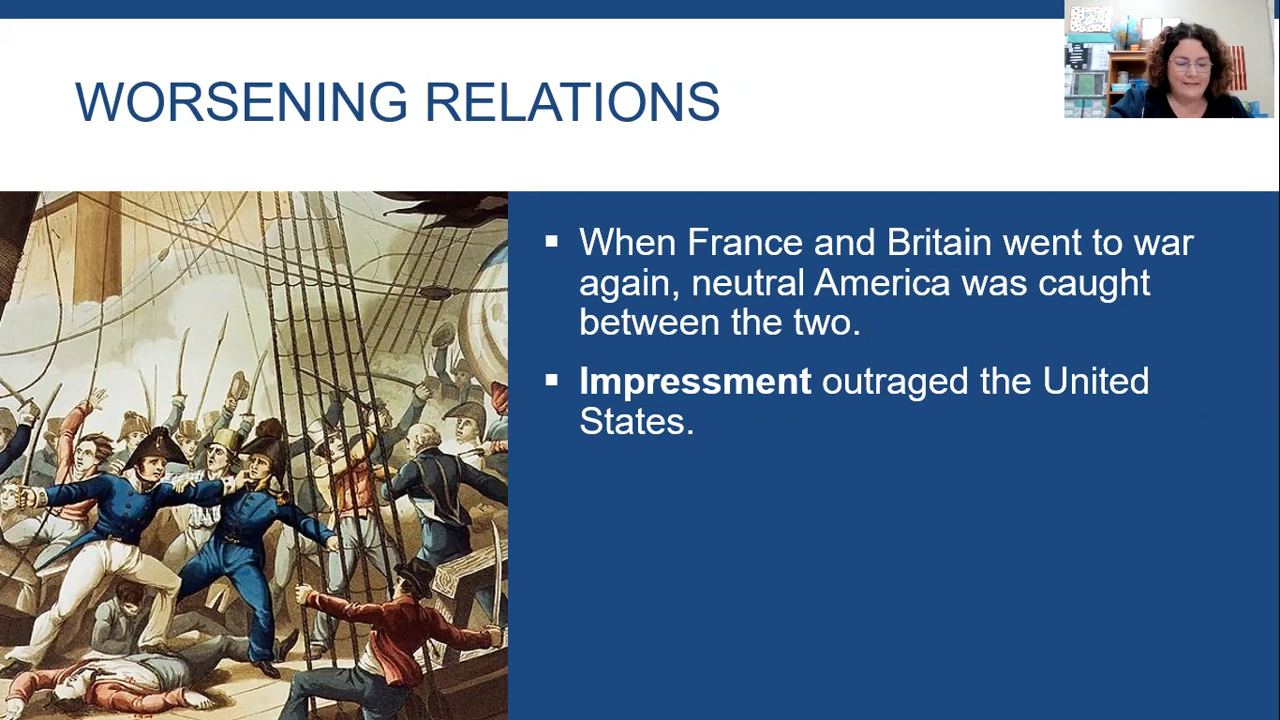 WORSENING RELATIONS
▪ When France and Britain went to war
again, neutral America was caught
between the two.
▪ Impressment outraged the United
States.